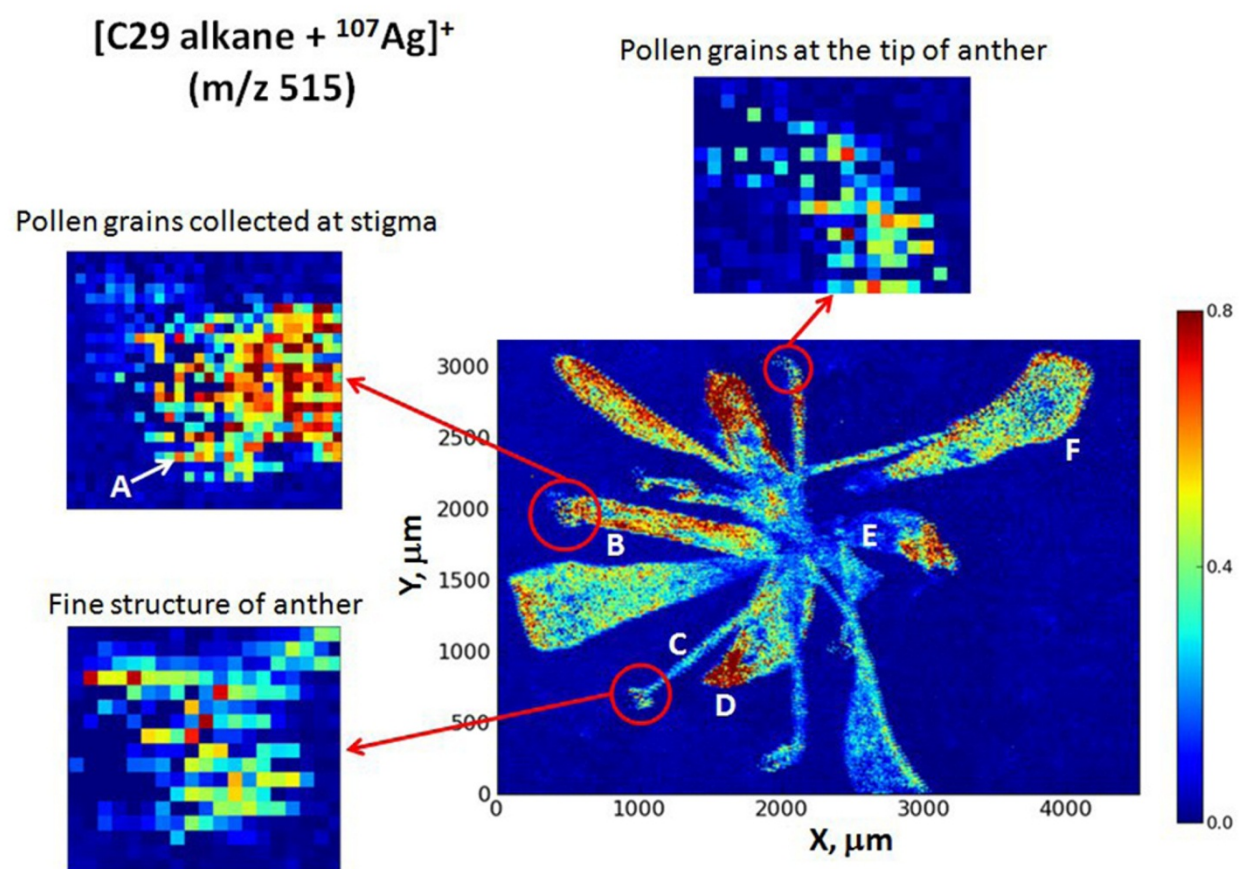 [C29 alkane + ¹⁰⁷Ag]⁺
(m/z 515)
Pollen grains at the tip of anther
Pollen grains collected at stigma
A
Fine structure of anther
3000
2500
2000
1500
1000
500
0
Y, μm
0
1000
2000
3000
4000
X, μm
B
C
D
E
F
0.8
0.4
0.0